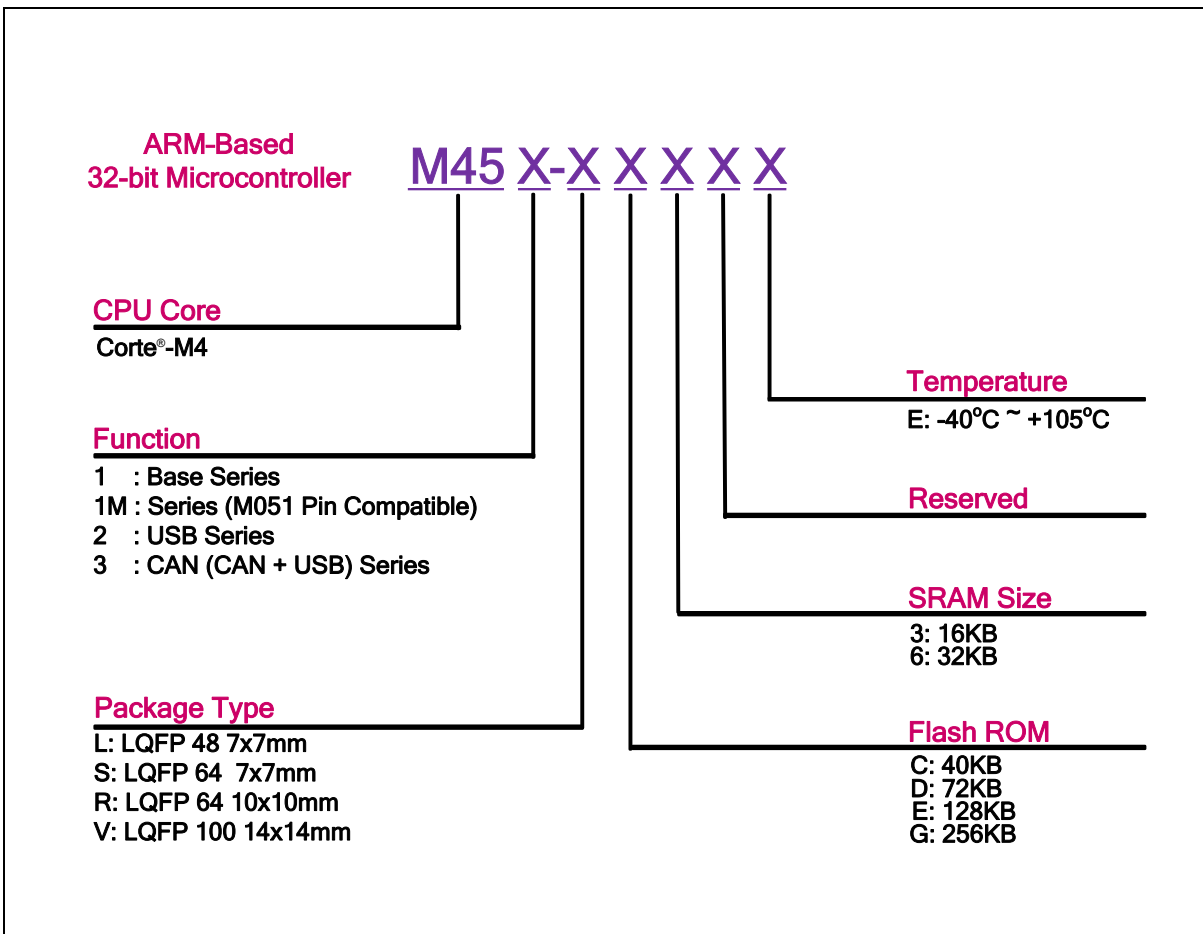 ARM-Based
32-bit Microcontroller
M45 X-X X X X X
CPU Core
Corte®-M4
Function
1 : Base Series
1M : Series (M051 Pin Compatible)
2 : USB Series
3 : CAN (CAN + USB) Series
Package Type
L: LQFP 48 7x7mm
S: LQFP 64 7x7mm
R: LQFP 64 10x10mm
V: LQFP 100 14x14mm
Temperature
E: -40°C ~ +105°C
Reserved
SRAM Size
3: 16KB
6: 32KB
Flash ROM
C: 40KB
D: 72KB
E: 128KB
G: 256KB